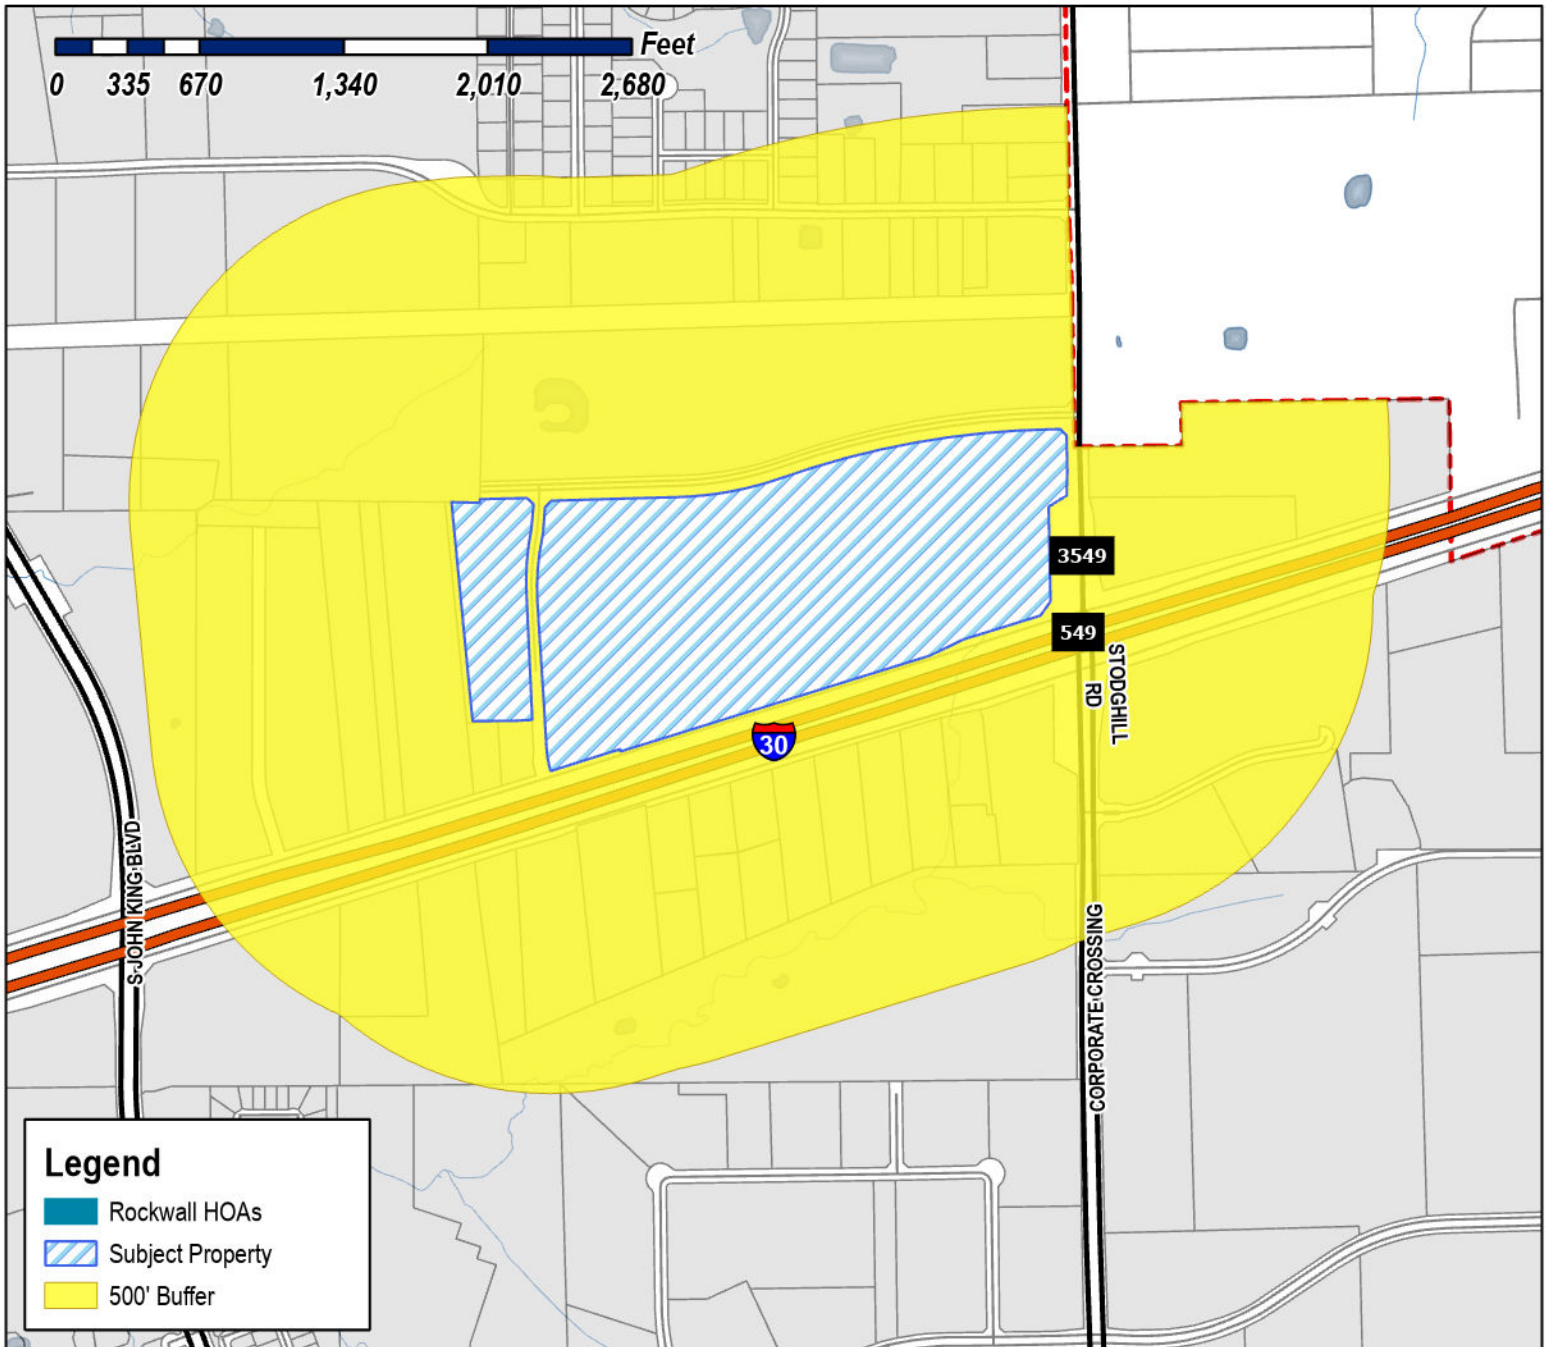 Feet
0 335 670 1,340 2,010 2,680
3549
549
STODGHILL
RD
30
S JOHN KING BLVD
CORPORATE CROSSING
Legend
Rockwall HOAs
Subject Property
500' Buffer